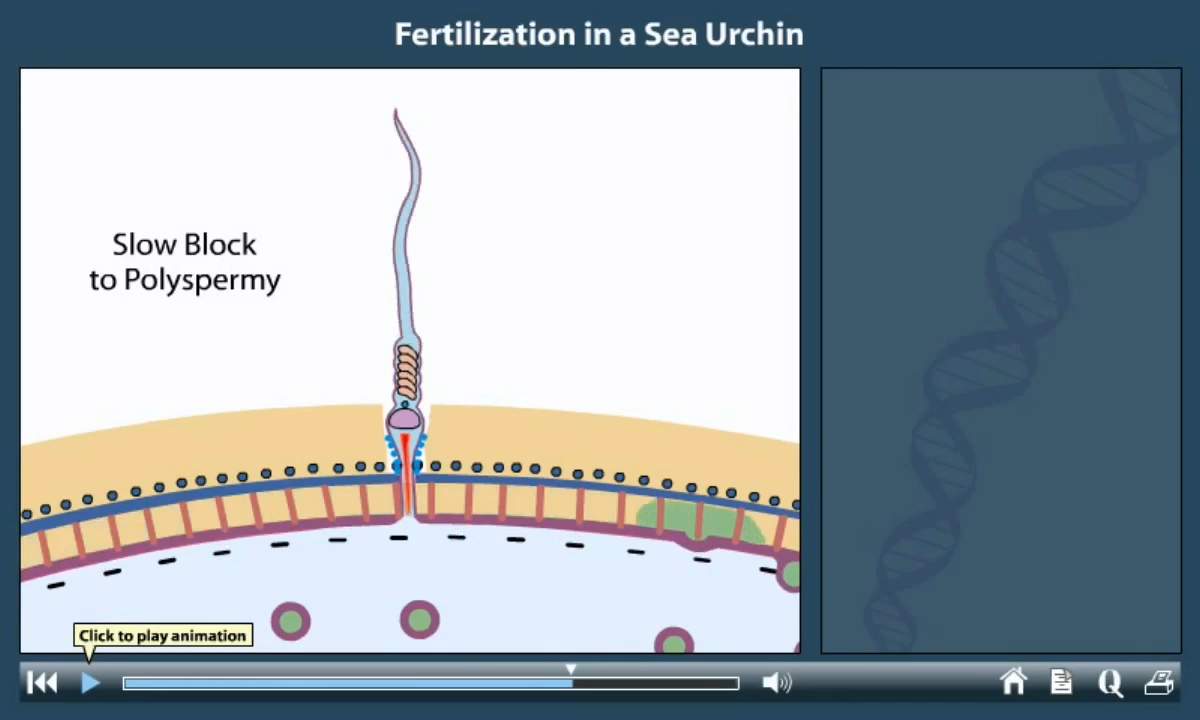 Fertilization in a Sea Urchin
Slow Block
to Polyspermy
Click to play animation
Q